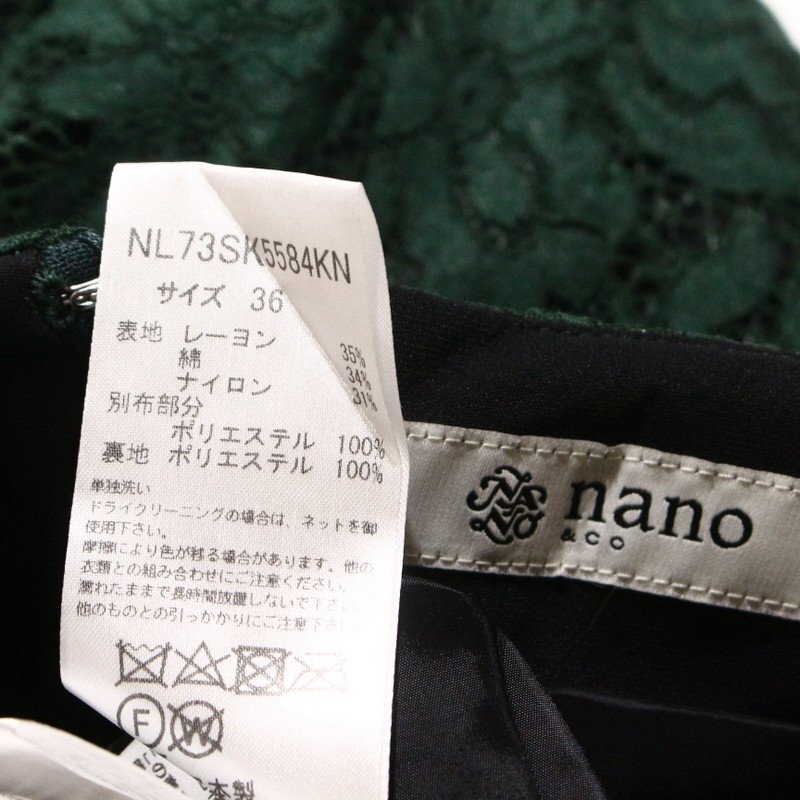 NL73SK5584KN
サイズ 36
表地 レーヨン 35%
綿 34%
ナイロン 31%
別布部分
ポリエステル 100%
裏地 ポリエステル 100%
単独洗い
ドライクリーニングの場合は、ネットを御
使用下さい。
摩擦により色が移る場合があります。他の
衣類との組み合わせにご注意ください。
濡れたままで長時間放置しないで下さい。
他のものとの引っかかりにご注意下さい。
F W
この
本製
nano
&CO